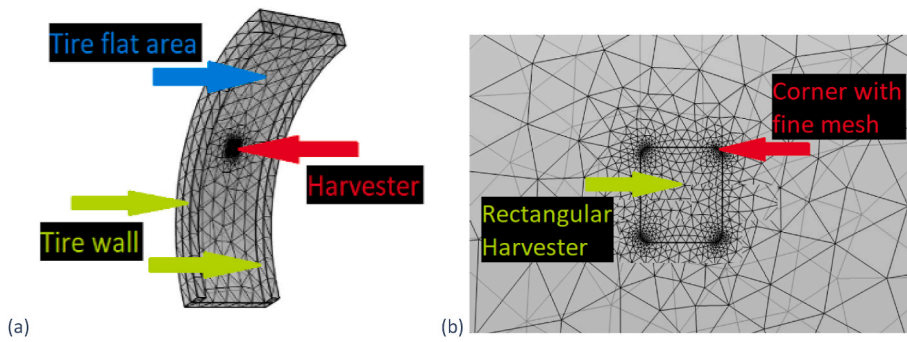 Tire flat area
Harvester
Tire wall
(a)
Corner with
fine mesh
Rectangular
Harvester
(b)